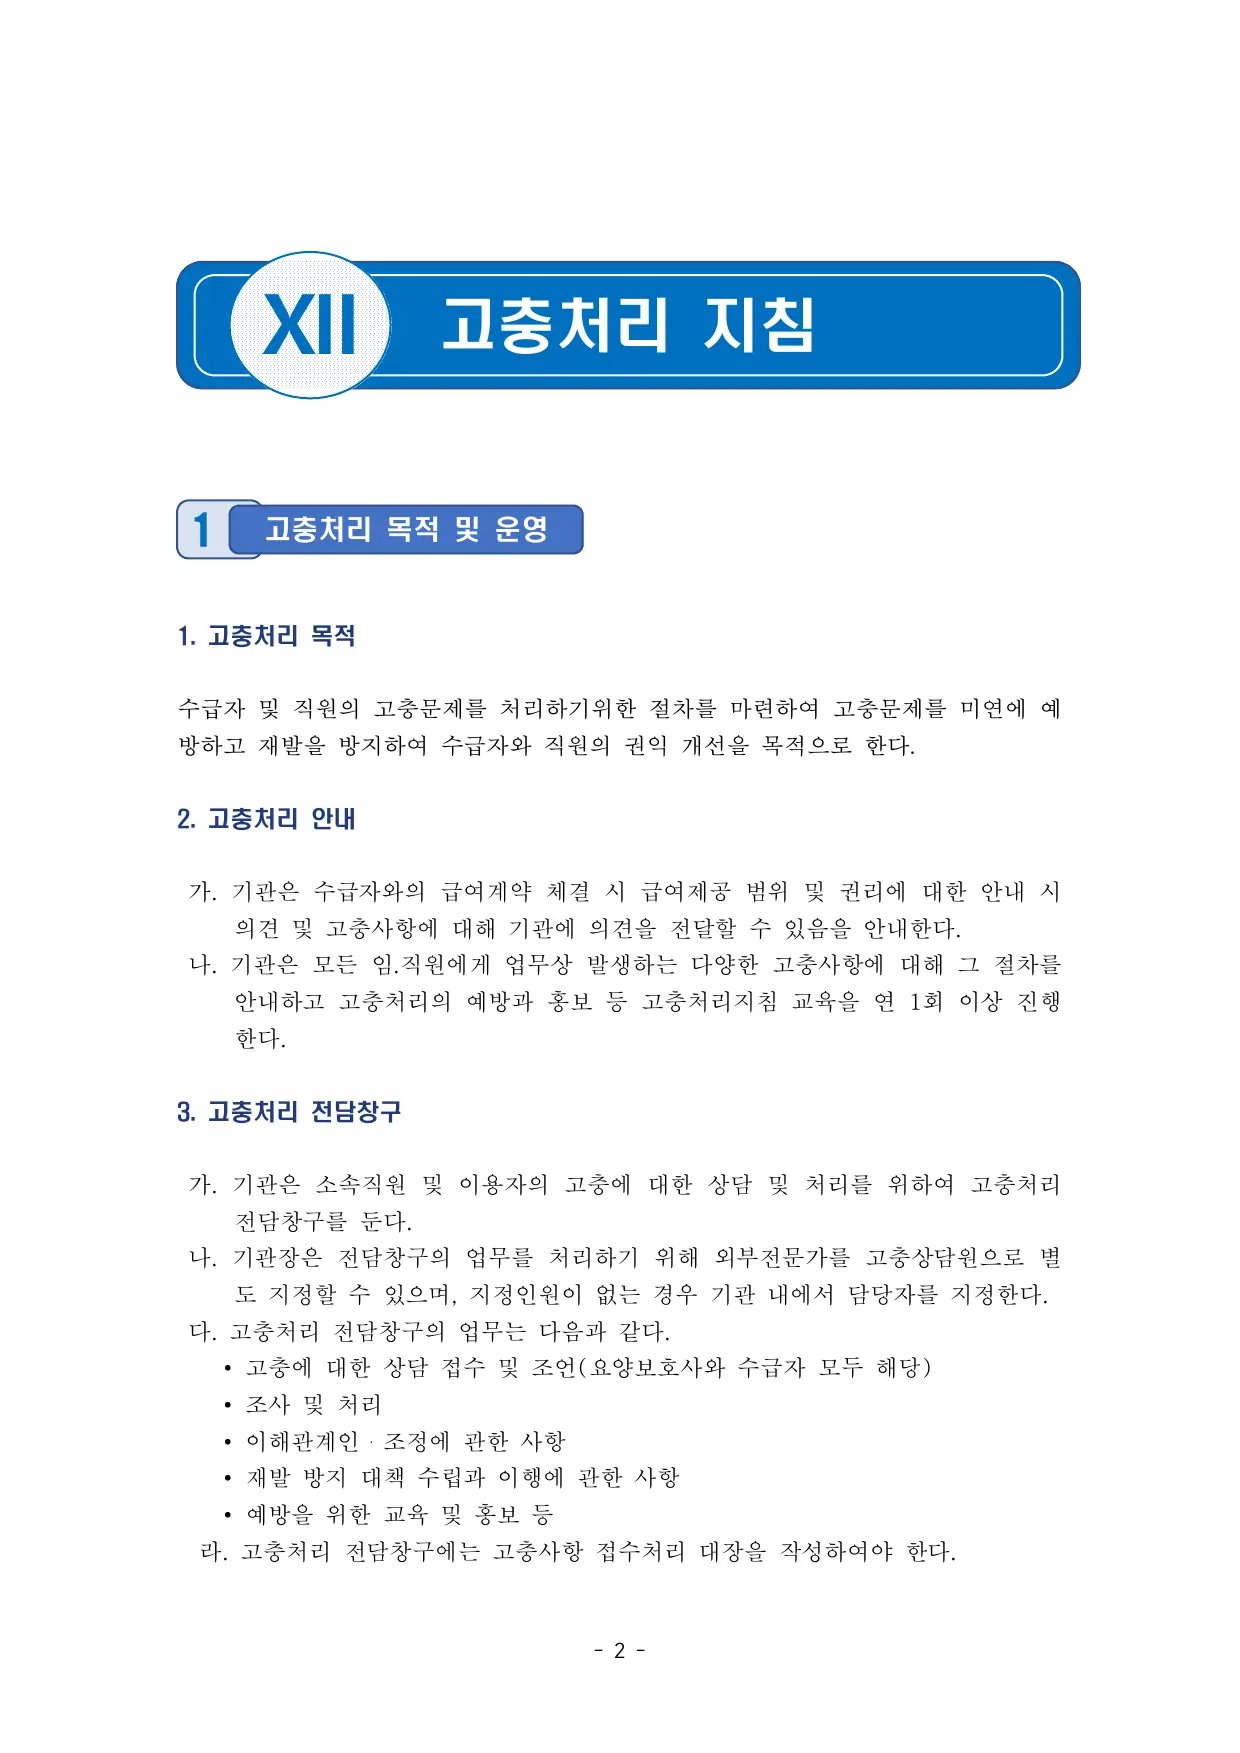 XII 고충처리 지침
1 고충처리 목적 및 운영
1. 고충처리 목적
수급자 및 직원의 고충문제를 처리하기위한 절차를 마련하여 고충문제를 미연에 예
방하고 재발을 방지하여 수급자와 직원의 권익 개선을 목적으로 한다.
2. 고충처리 안내
가. 기관은 수급자와의 급여계약 체결 시 급여제공 범위 및 권리에 대한 안내 시
의견 및 고충사항에 대해 기관에 의견을 전달할 수 있음을 안내한다.
나. 기관은 모든 임.직원에게 업무상 발생하는 다양한 고충사항에 대해 그 절차를
안내하고 고충처리의 예방과 홍보 등 고충처리지침 교육을 연 1회 이상 진행
한다.
3. 고충처리 전담창구
가. 기관은 소속직원 및 이용자의 고충에 대한 상담 및 처리를 위하여 고충처리
전담창구를 둔다.
나. 기관장은 전담창구의 업무를 처리하기 위해 외부전문가를 고충상담원으로 별
도 지정할 수 있으며, 지정인원이 없는 경우 기관 내에서 담당자를 지정한다.
다. 고충처리 전담창구의 업무는 다음과 같다.
• 고충에 대한 상담 접수 및 조언(요양보호사와 수급자 모두 해당)
• 조사 및 처리
• 이해관계인ㆍ조정에 관한 사항
• 재발 방지 대책 수립과 이행에 관한 사항
• 예방을 위한 교육 및 홍보 등
라. 고충처리 전담창구에는 고충사항 접수처리 대장을 작성하여야 한다.
- 2 -